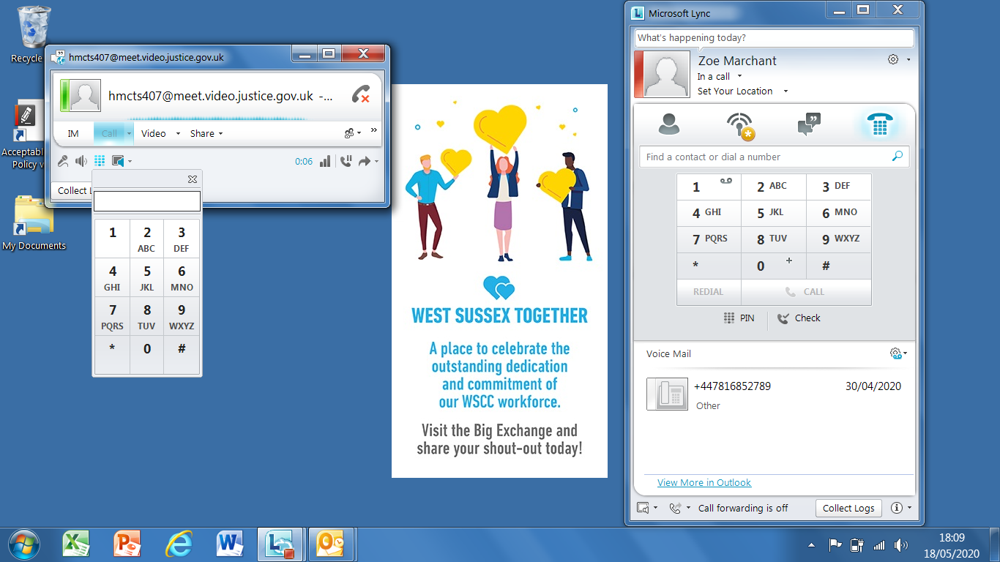 Recycle
Acceptabl
Policy v
My Documents
hmcts407@meet.video.justice.gov.uk
hmcts407@meet.video.justice.gov.uk -...
IM
Call
Video
Share
»
0:06
Collect L
1
2
ABC
3
DEF
4
GHI
5
JKL
6
MNO
7
PQRS
8
TUV
9
WXYZ
*
0
#
WEST SUSSEX TOGETHER
A place to celebrate the
outstanding dedication
and commitment of
our WSCC workforce.
Visit the Big Exchange and
share your shout-out today!
Microsoft Lync
What's happening today?
Zoe Marchant
In a call
Set Your Location
Find a contact or dial a number
1
2 ABC
3 DEF
4 GHI
5 JKL
6 MNO
7 PQRS
8 TUV
9 WXYZ
*
0 +
#
REDIAL
CALL
PIN
Check
Voice Mail
+447816852789
30/04/2020
Other
View More in Outlook
Call forwarding is off
Collect Logs
18:09
18/05/2020